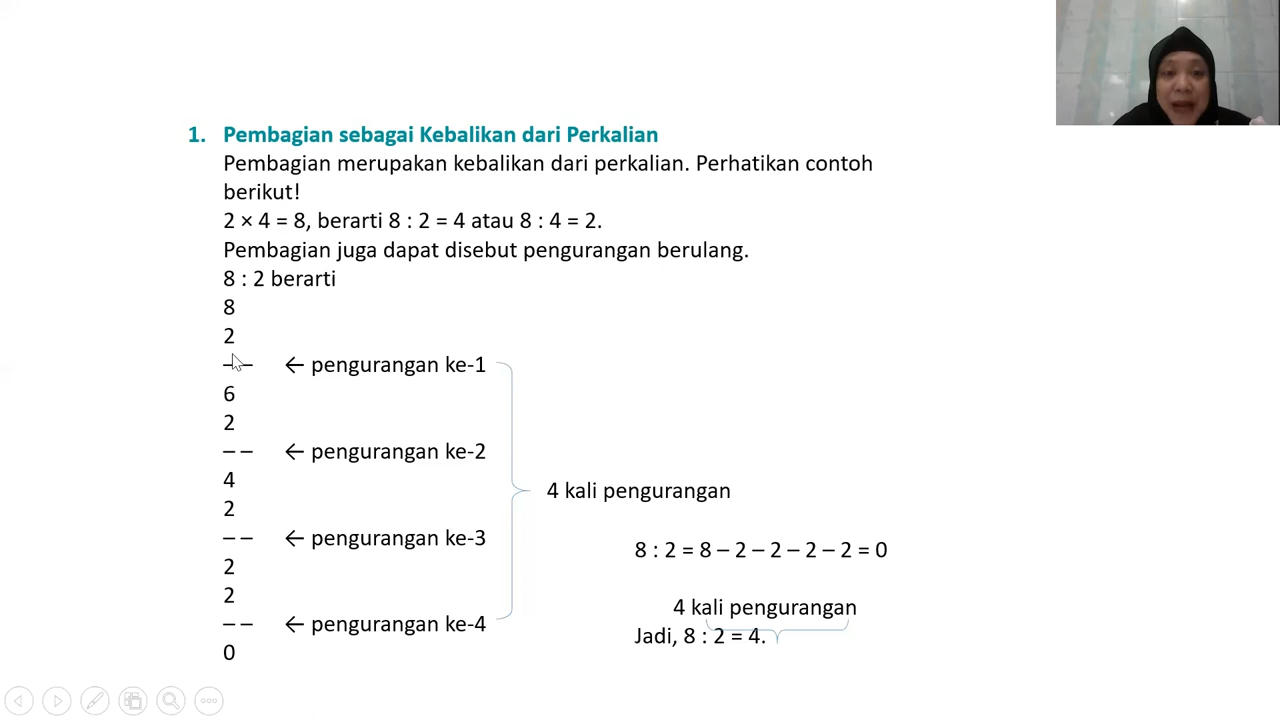 1. Pembagian sebagai Kebalikan dari Perkalian
Pembagian merupakan kebalikan dari perkalian. Perhatikan contoh
berikut!
2 × 4 = 8, berarti 8 : 2 = 4 atau 8 : 4 = 2.
Pembagian juga dapat disebut pengurangan berulang.
8 : 2 berarti
8
2
—— ← pengurangan ke-1
6
2
—— ← pengurangan ke-2
4
2
—— ← pengurangan ke-3
2
2
—— ← pengurangan ke-4
0
4 kali pengurangan
8 : 2 = 8 – 2 – 2 – 2 – 2 = 0
4 kali pengurangan
Jadi, 8 : 2 = 4.